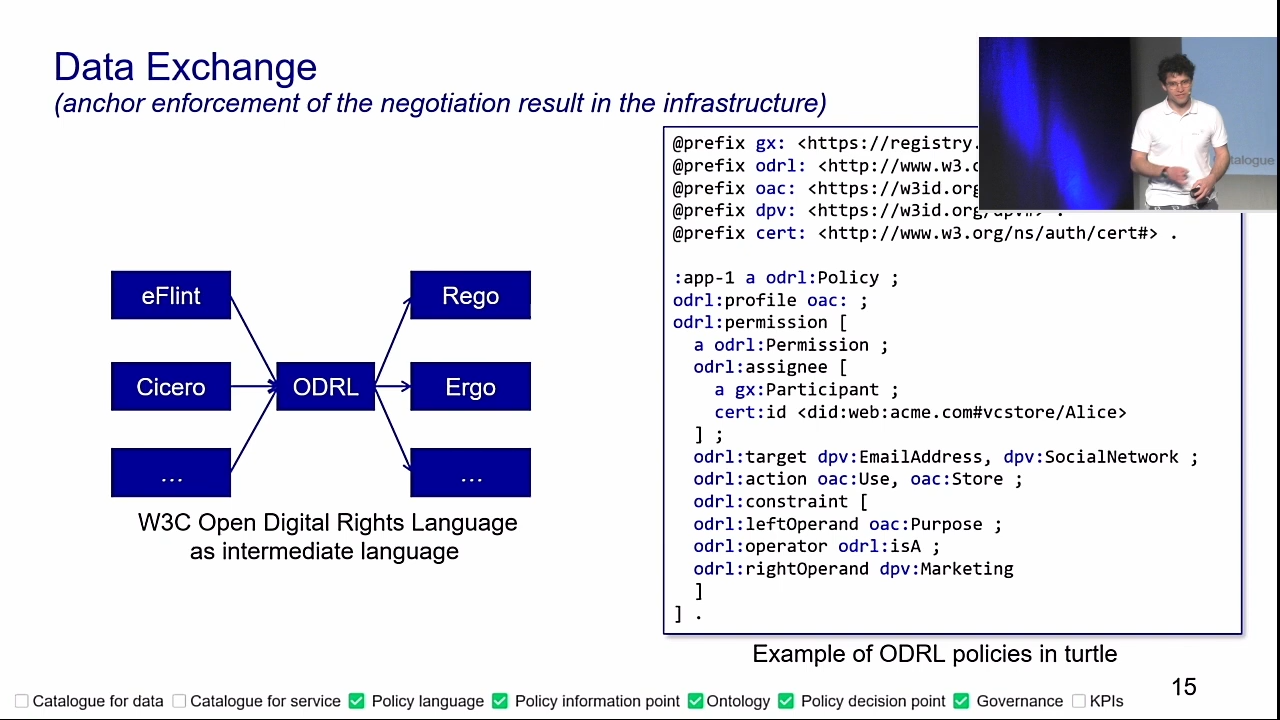 Data Exchange
(anchor enforcement of the negotiation result in the infrastructure)
eFlint
Rego
Cicero
ODRL
Ergo
...
...
W3C Open Digital Rights Language
as intermediate language
@prefix gx: <https://registry.
@prefix odrl: <http://www.w3.
@prefix oac: <https://w3id.org
@prefix dpv: <https://w3id.org/dpv#> .
@prefix cert: <http://www.w3.org/ns/auth/cert#> .
:app-1 a odrl:Policy ;
odrl:profile oac: ;
odrl:permission [
a odrl:Permission ;
odrl:assignee [
a gx:Participant ;
cert:id <did:web:acme.com#vcstore/Alice>
] ;
odrl:target dpv:EmailAddress, dpv:SocialNetwork ;
odrl:action oac:Use, oac:Store ;
odrl:constraint [
odrl:leftOperand oac:Purpose ;
odrl:operator odrl:isA ;
odrl:rightOperand dpv:Marketing
]
] .
Example of ODRL policies in turtle
talogue
15
Catalogue for data Catalogue for service Policy language Policy information point Ontology Policy decision point Governance KPIs